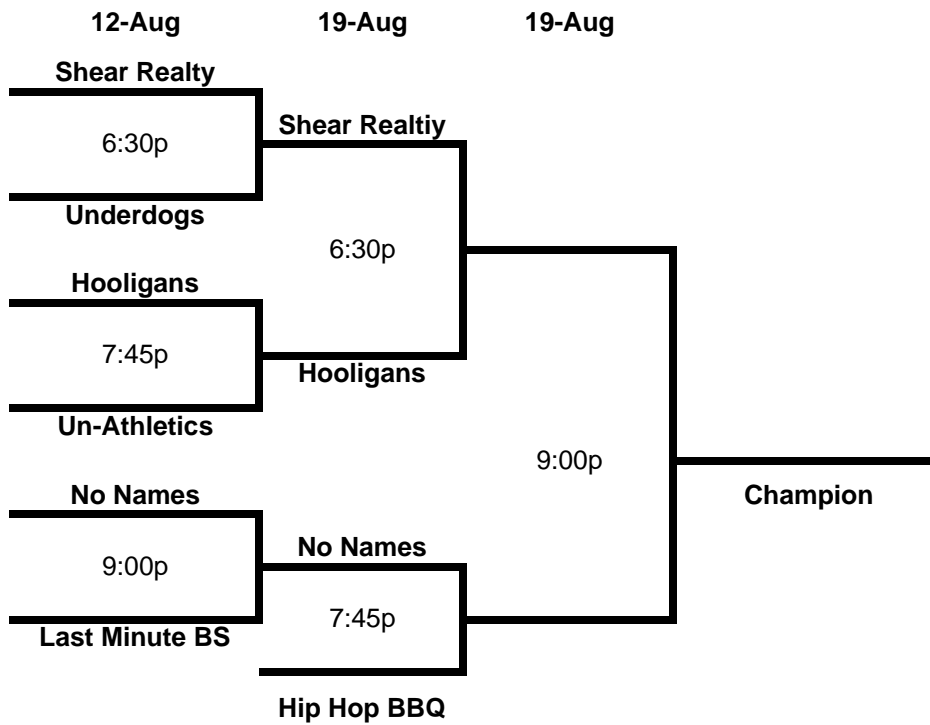 12-Aug 19-Aug 19-Aug
Shear Realty
Shear Realtiy
6:30p
Underdogs
6:30p
Hooligans
7:45p
Hooligans
Un-Athletics
9:00p
Champion
No Names
No Names
9:00p
7:45p
Last Minute BS
Hip Hop BBQ